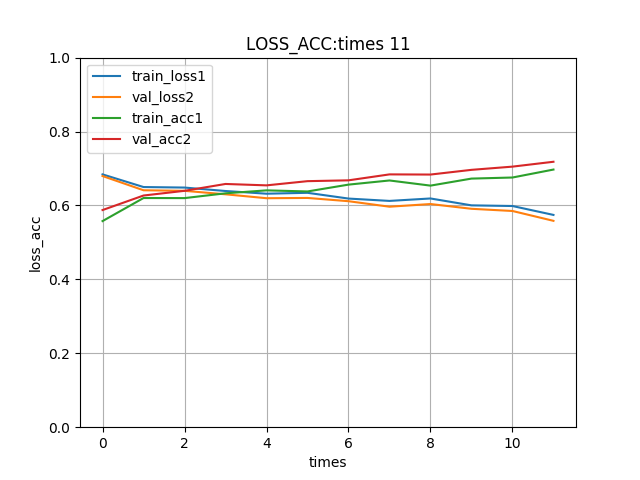 LOSS_ACC:times 11
train_loss1
val_loss2
train_acc1
val_acc2
1.0
0.8
0.6
0.4
0.2
0.0
loss_acc
0 2 4 6 8 10
times